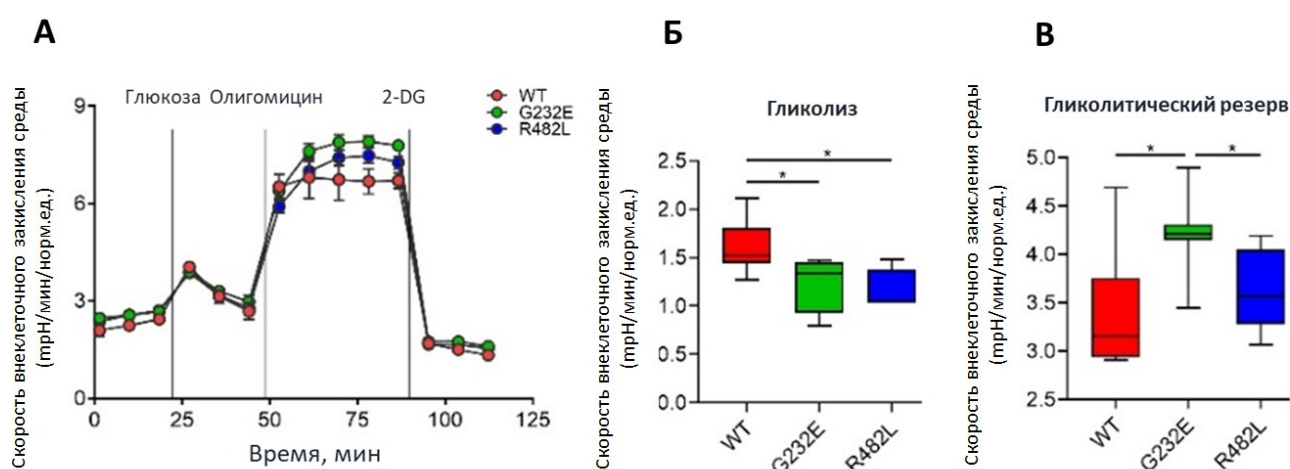 А
Скорость внеклеточного закисления среды
(mpH/мин/норм.ед.)
Глюкоза Олигомицин 2-DG
WT
G232E
R482L
9
6
3
0
0 25 50 75 100 125
Время, мин
Б
Скорость внеклеточного закисления среды
(mpH/мин/норм.ед.)
Гликолиз
*
*
2.5
2.0
1.5
1.0
0.5
0.0
WT
G232E
R482L
В
Скорость внеклеточного закисления среды
(mpH/мин/норм.ед.)
Гликолитический резерв
* *
5.0
4.5
4.0
3.5
3.0
2.5
WT
G232E
R482L